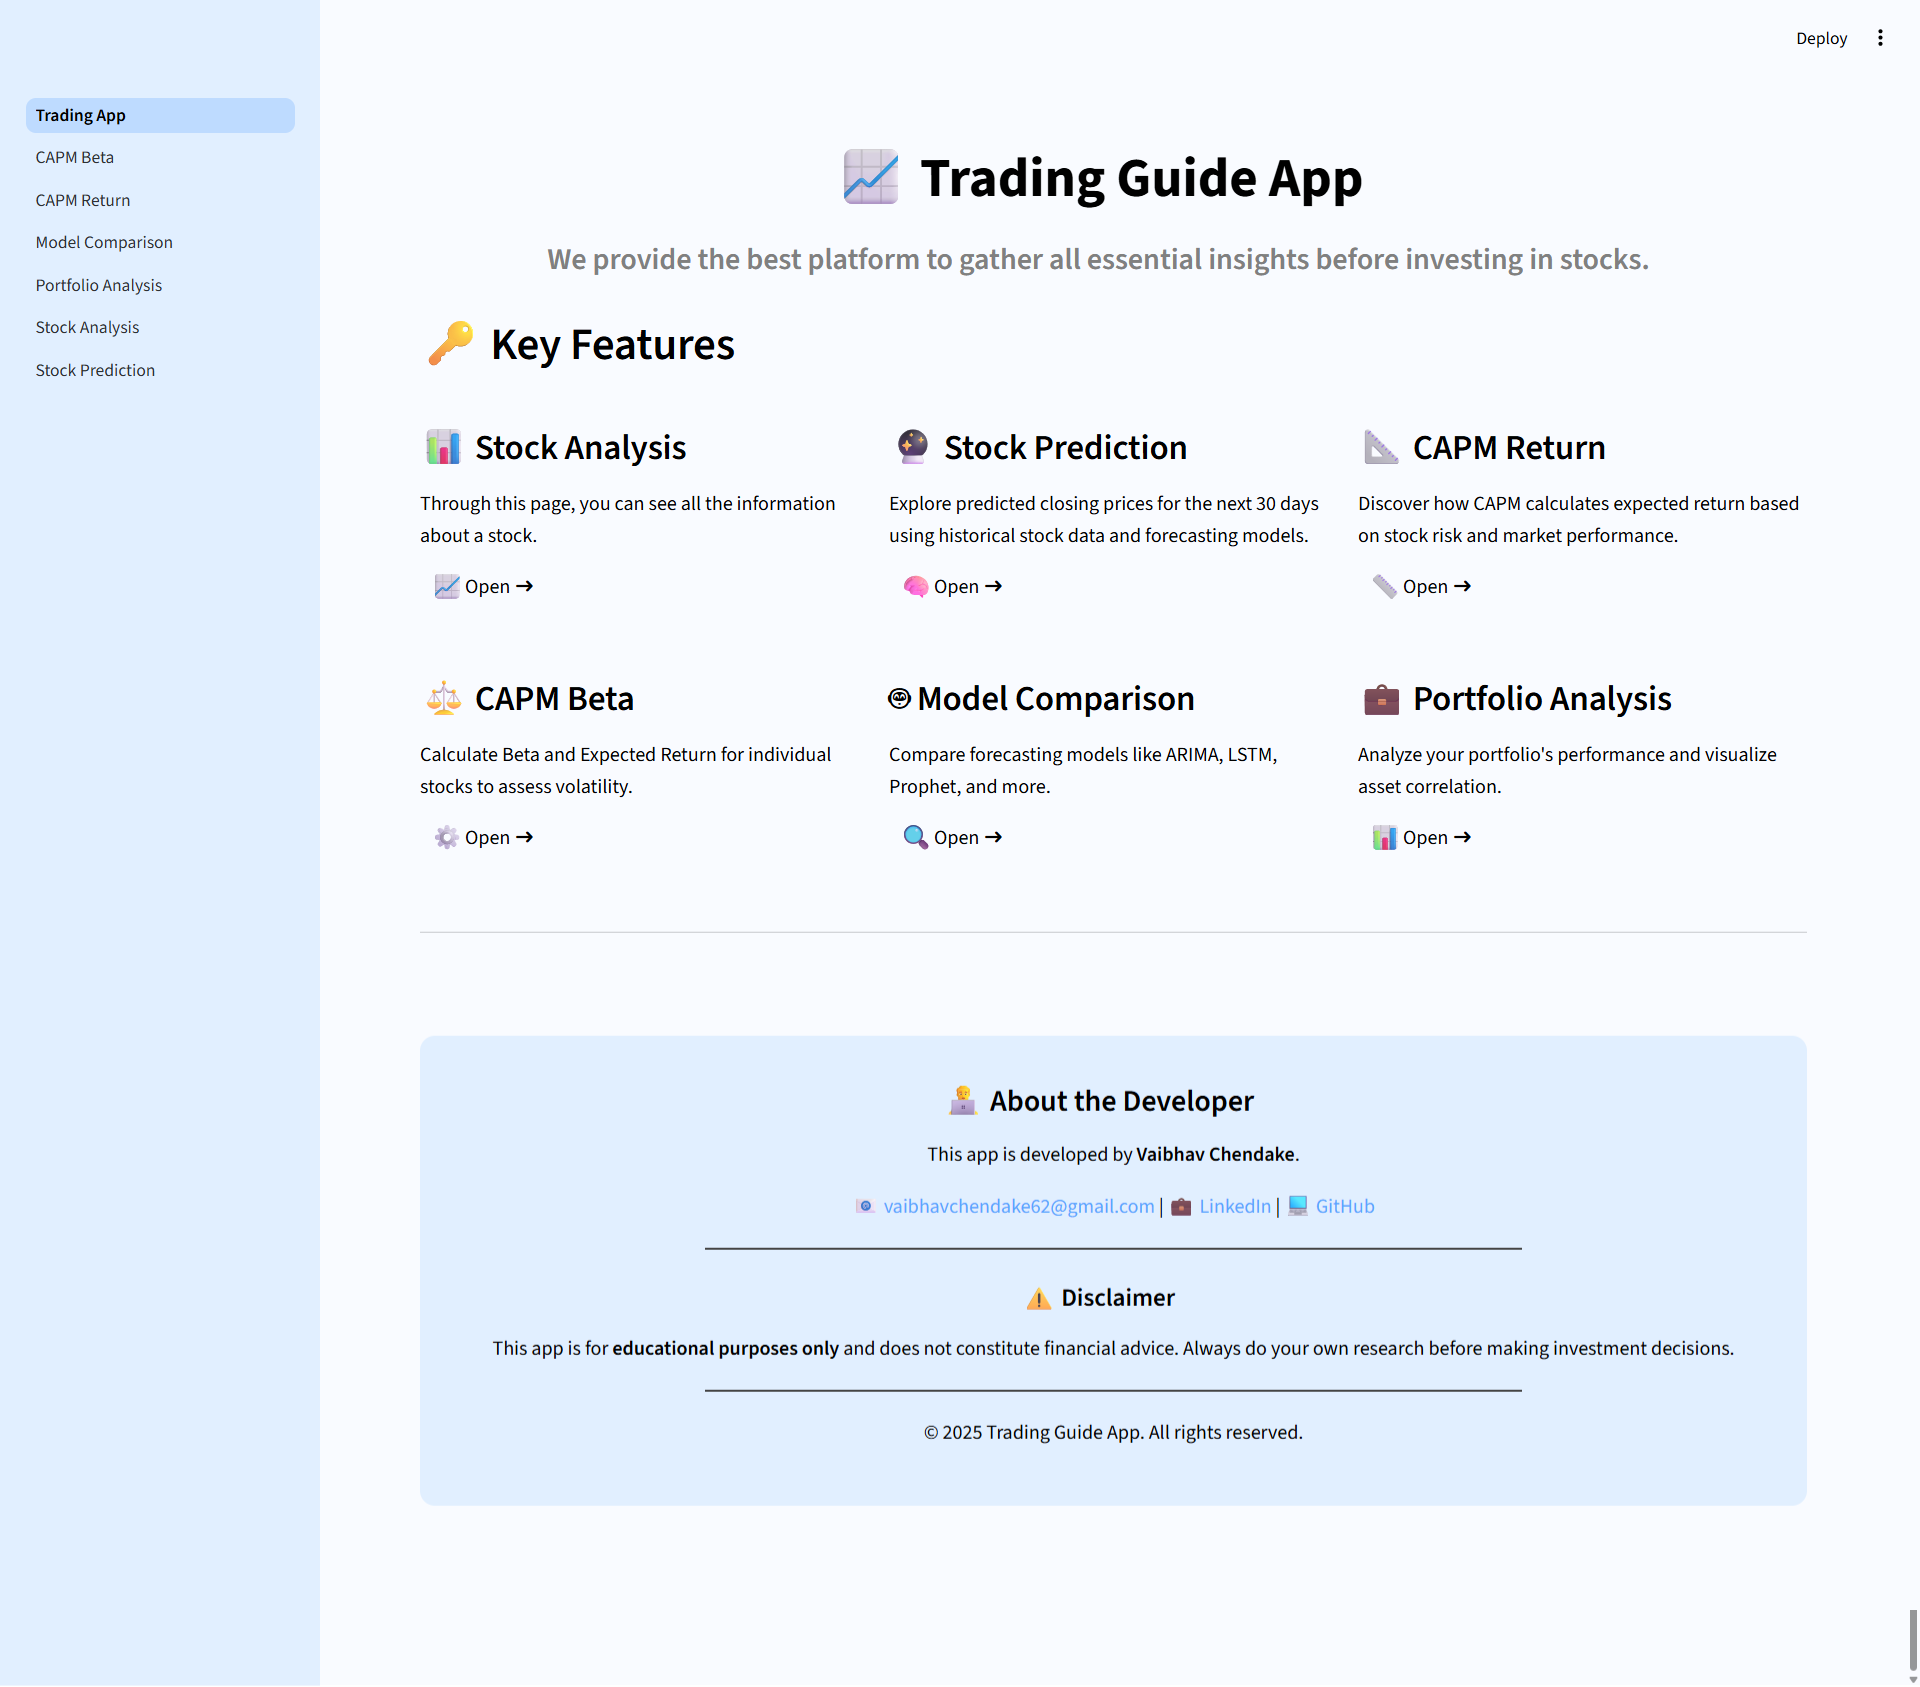 Deploy
Trading App
CAPM Beta
CAPM Return
Model Comparison
Portfolio Analysis
Stock Analysis
Stock Prediction
Trading Guide App
We provide the best platform to gather all essential insights before investing in stocks.
Key Features
Stock Analysis
Through this page, you can see all the information
about a stock.
Open →
Stock Prediction
Explore predicted closing prices for the next 30 days
using historical stock data and forecasting models.
Open →
CAPM Return
Discover how CAPM calculates expected return based
on stock risk and market performance.
Open →
CAPM Beta
Calculate Beta and Expected Return for individual
stocks to assess volatility.
Open →
Model Comparison
Compare forecasting models like ARIMA, LSTM,
Prophet, and more.
Open →
Portfolio Analysis
Analyze your portfolio's performance and visualize
asset correlation.
Open →
About the Developer
This app is developed by Vaibhav Chendake.
vaibhavchendake62@gmail.com | LinkedIn | GitHub
Disclaimer
This app is for educational purposes only and does not constitute financial advice. Always do your own research before making investment decisions.
© 2025 Trading Guide App. All rights reserved.